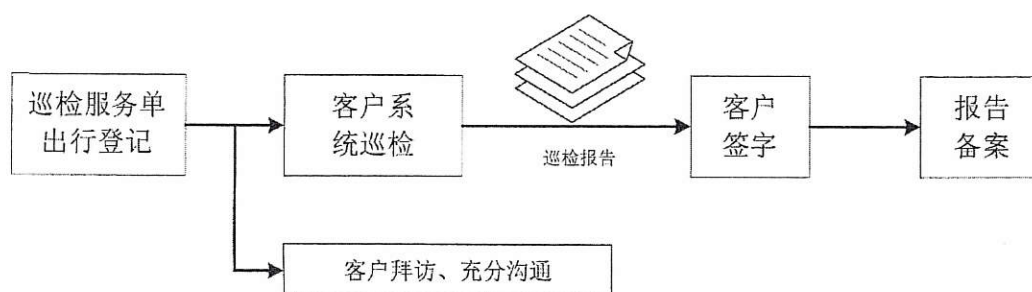 巡检服务单
出行登记
客户系
统巡检
巡检报告
客户
签字
报告
备案
客户拜访、充分沟通